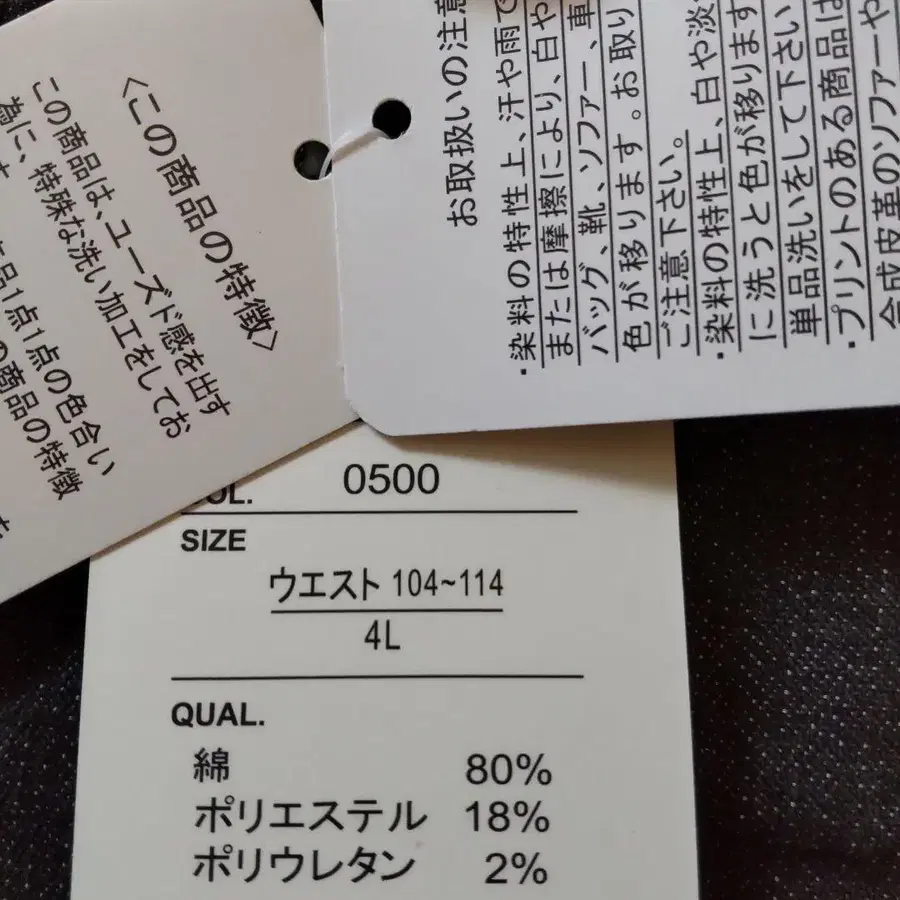 〈この商品の特徴〉
この商品は、ユーズド感を出す
為に、特殊な洗い加工をしてお
商品1点1点の色合い
の商品の特徴
お取扱いの注意
・染料の特性上、汗や雨で
または摩擦により、白や
バッグ、靴、ソファー、車
色が移ります。お取り
ご注意下さい。
・染料の特性上、白や淡
に洗うと色が移ります
単品洗いをして下さい
・プリントのある商品は
合成皮革のソファーや
OL. 0500
SIZE
ウエスト 104~114
4L
QUAL.
綿 80%
ポリエステル 18%
ポリウレタン 2%